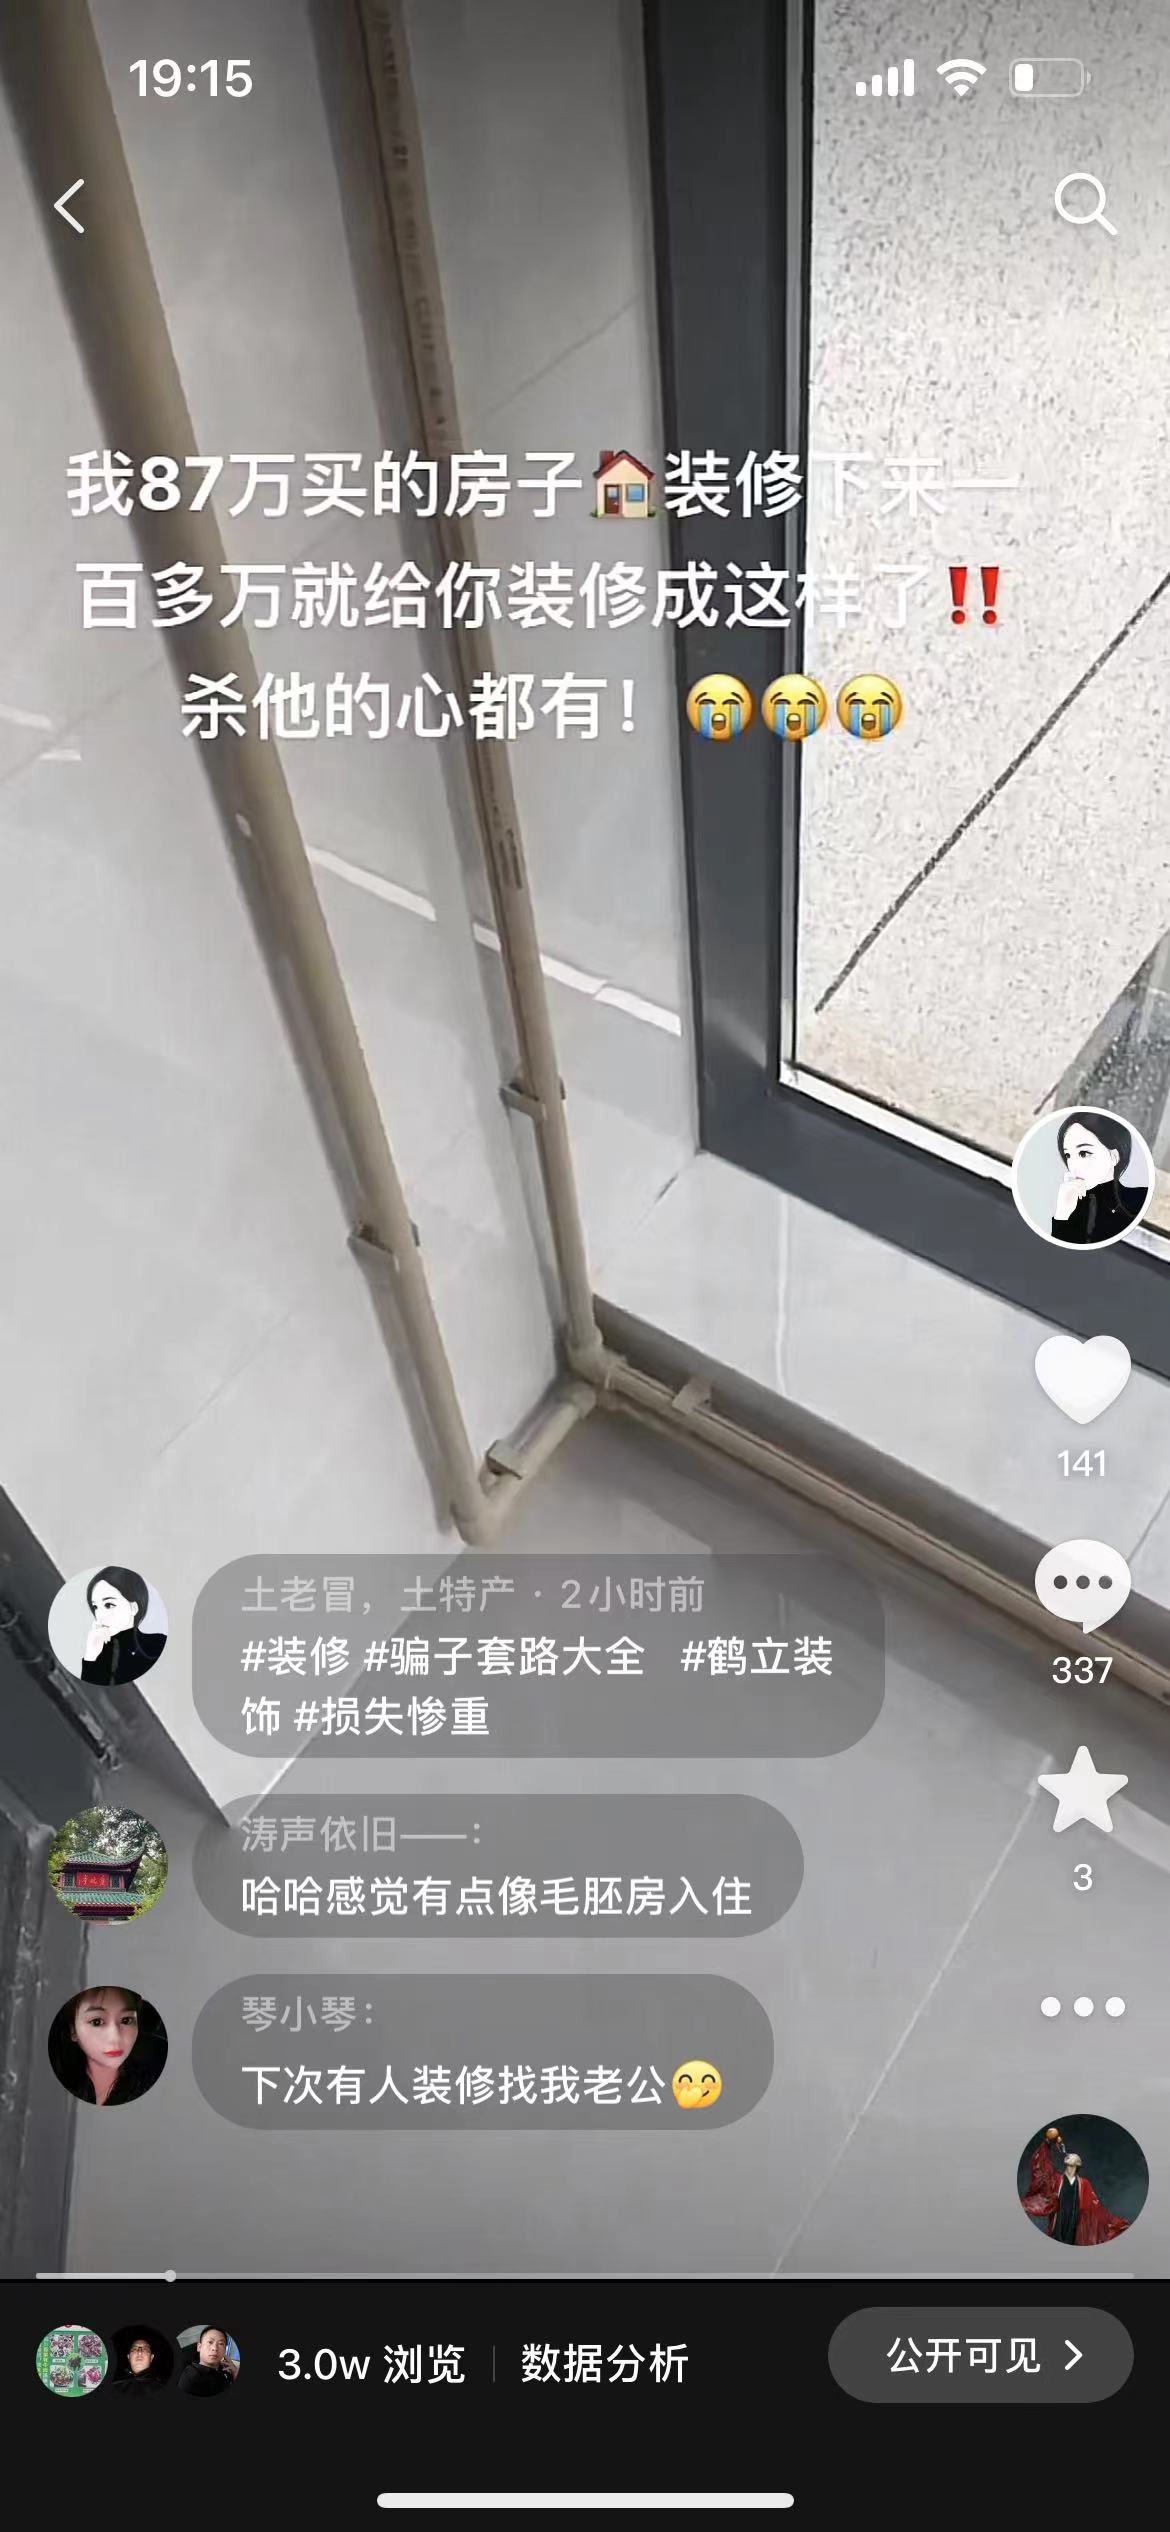 19:15
我87万买的房子🏠装修下来一
百多万就给你装修成这样了‼️
杀他的心都有！😭😭😭
141
337
3
土老冒，土特产 · 2小时前
#装修 #骗子套路大全 #鹤立装
饰 #损失惨重
涛声依旧——：
哈哈感觉有点像毛胚房入住
琴小琴：
下次有人装修找我老公🤭
3.0w 浏览 | 数据分析
公开可见